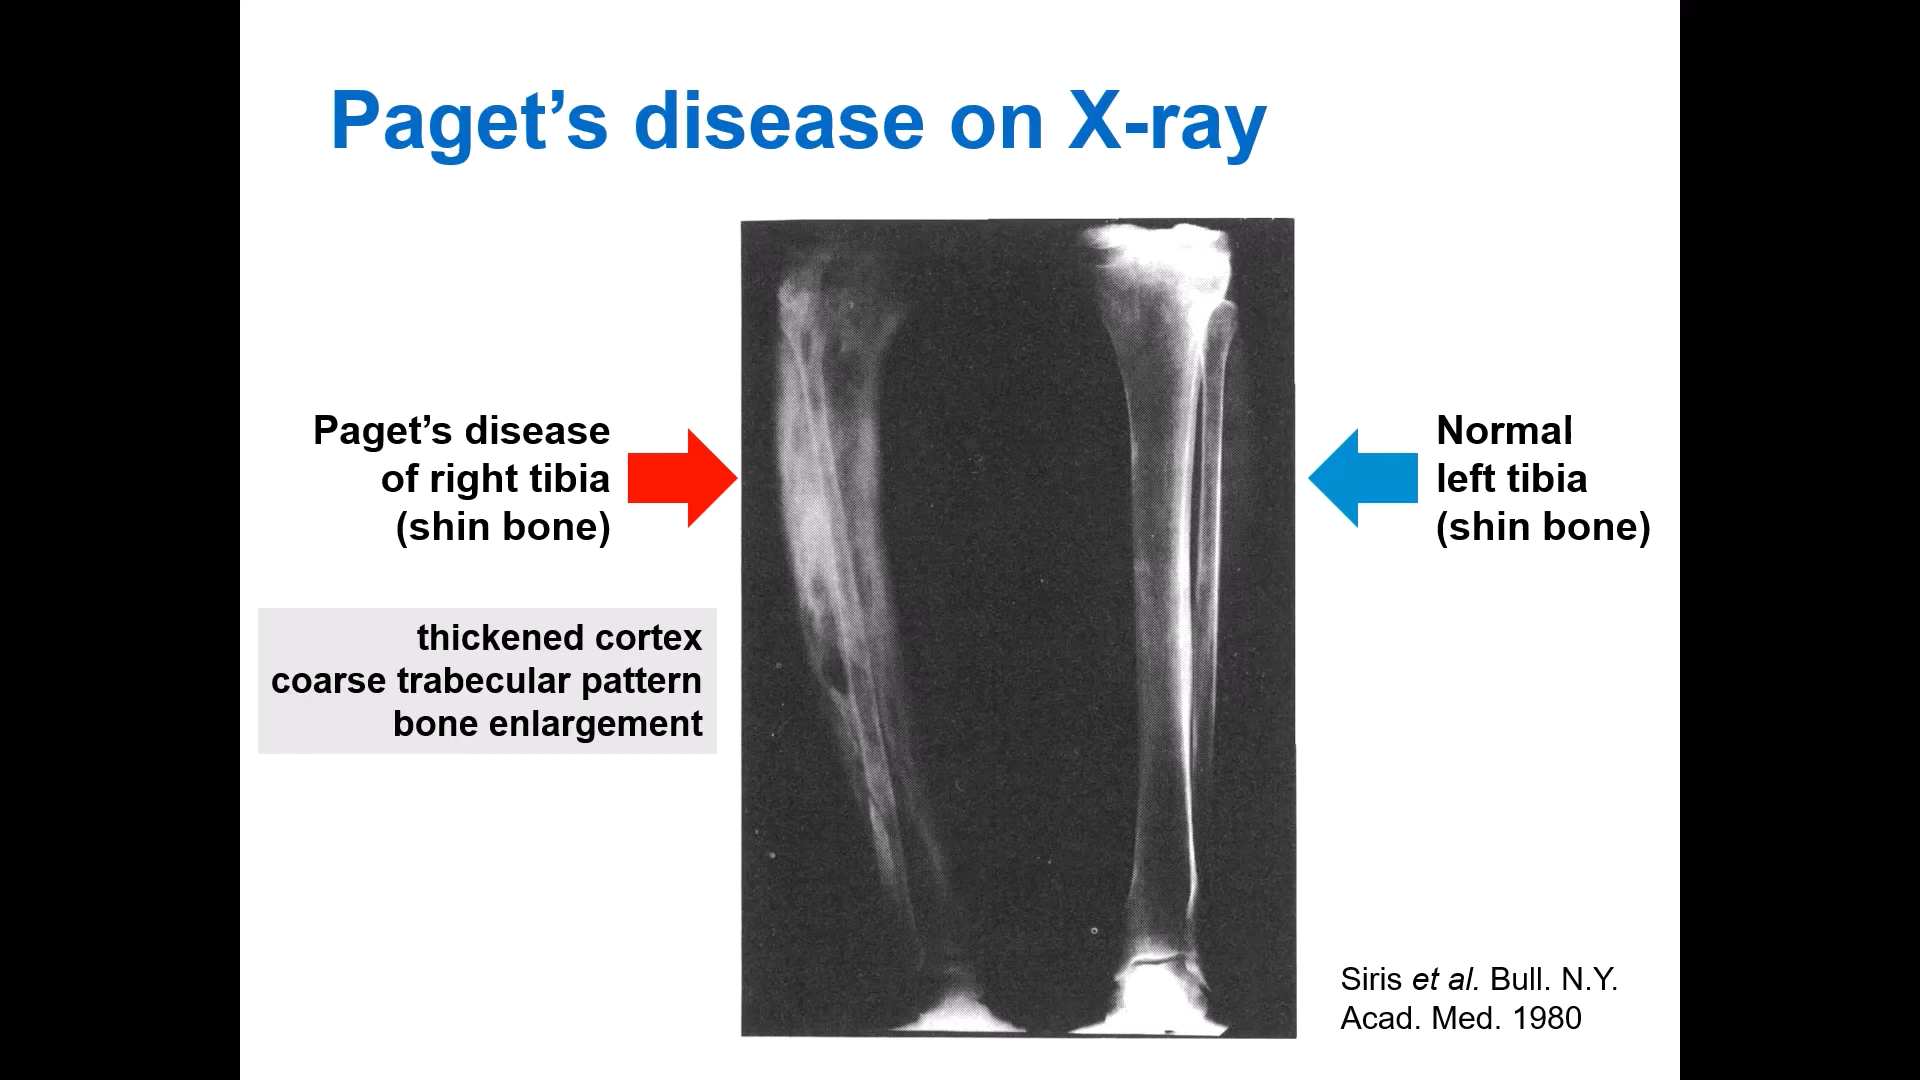 Paget’s disease on X-ray
Paget’s disease
of right tibia
(shin bone)
thickened cortex
coarse trabecular pattern
bone enlargement
Normal
left tibia
(shin bone)
Siris et al. Bull. N.Y.
Acad. Med. 1980